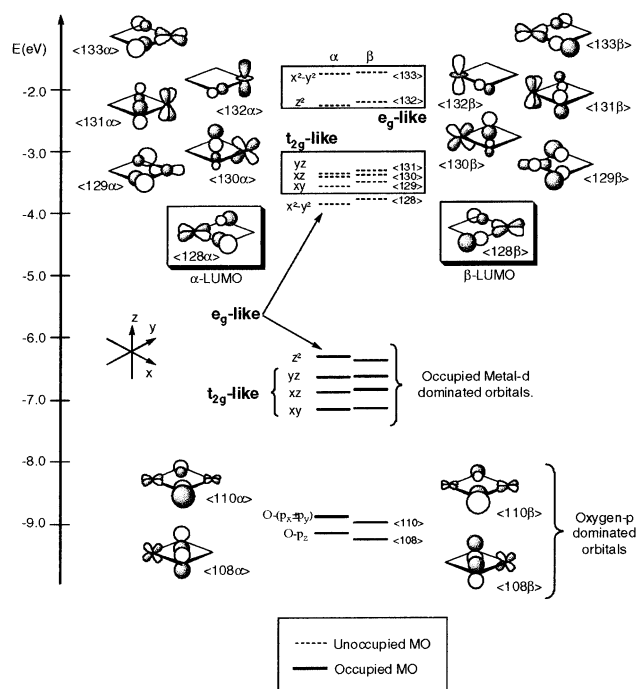 E(eV)
-2.0
-3.0
-4.0
-5.0
-6.0
-7.0
-8.0
-9.0
<133α>
<131α>
<132α>
<129α>
<130α>
<128α>
α-LUMO
α
β
x²-y²
<133>
z²
<132>
eg-like
t2g-like
yz
<131>
xz
<130>
xy
<129>
x²-y²
<128>
<133β>
<132β>
<131β>
<130β>
<129β>
<128β>
β-LUMO
eg-like
z
y
x
z²
yz
t2g-like
xz
xy
Occupied Metal-d
dominated orbitals.
<110α>
<108α>
O-(px±py)
<110>
O-pz
<108>
<110β>
<108β>
Oxygen-p
dominated
orbitals
Unoccupied MO
Occupied MO